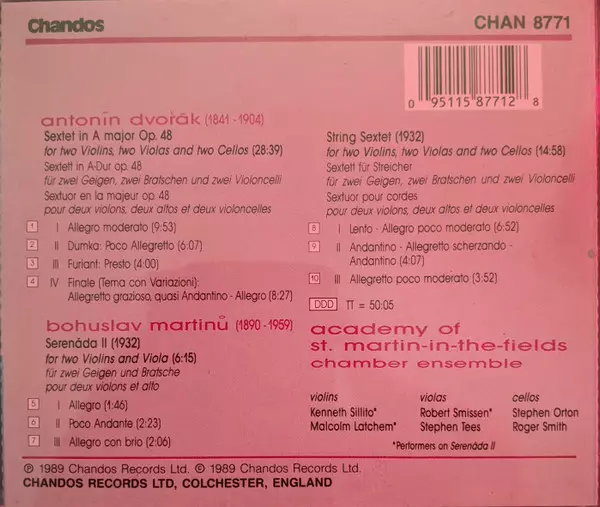 Chandos
CHAN 8771
0 95115 87712 8
antonín dvořák (1841 - 1904)
Sextet in A major Op. 48
for two Violins, two Violas and two Cellos (28:39)
Sextett in A-Dur op. 48
für zwei Geigen, zwei Bratschen und zwei Violoncelli
Sextuor en la majeur op. 48
pour deux violons, deux altos et deux violoncelles
1 I Allegro moderato (9:53)
2 II Dumka: Poco Allegretto (6:07)
3 III Furiant: Presto (4:00)
4 IV Finale (Tema con Variazioni):
Allegretto grazioso, quasi Andantino - Allegro (8:27)
bohuslav martinů (1890 - 1959)
Serenáda II (1932)
for two Violins and Viola (6:15)
für zwei Geigen und Bratsche
pour deux violons et alto
5 I Allegro (1:46)
6 II Poco Andante (2:23)
7 III Allegro con brio (2:06)
String Sextet (1932)
for two Violins, two Violas and two Cellos (14:58)
Sextett für Streicher
für zwei Geigen, zwei Bratschen und zwei Violoncelli
Sextuor pour cordes
pour deux violons, deux altos et deux violoncelles
8 I Lento - Allegro poco moderato (6:52)
9 II Andantino - Allegretto scherzando -
Andantino (4:07)
10 III Allegretto poco moderato (3:52)
DDD TT = 50:05
academy of
st. martin-in-the-fields
chamber ensemble
violins violas cellos
Kenneth Sillito* Robert Smissen* Stephen Orton
Malcolm Latchem* Stephen Tees Roger Smith
*Performers on Serenáda II
℗ 1989 Chandos Records Ltd. © 1989 Chandos Records Ltd.
CHANDOS RECORDS LTD, COLCHESTER, ENGLAND